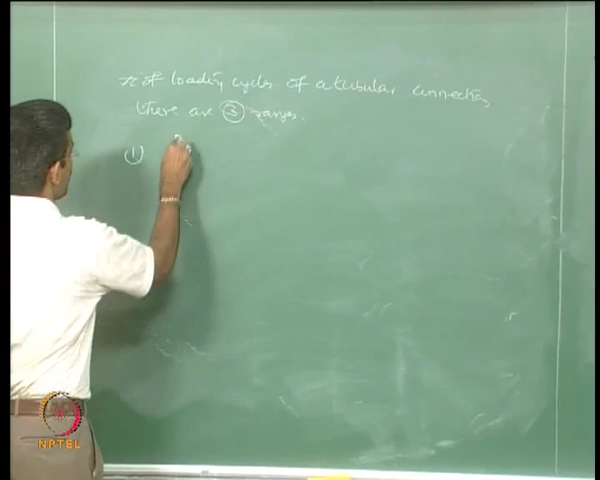 n of loading cycles of a tubular connection,
there are ③ ranges.
①
NPTEL